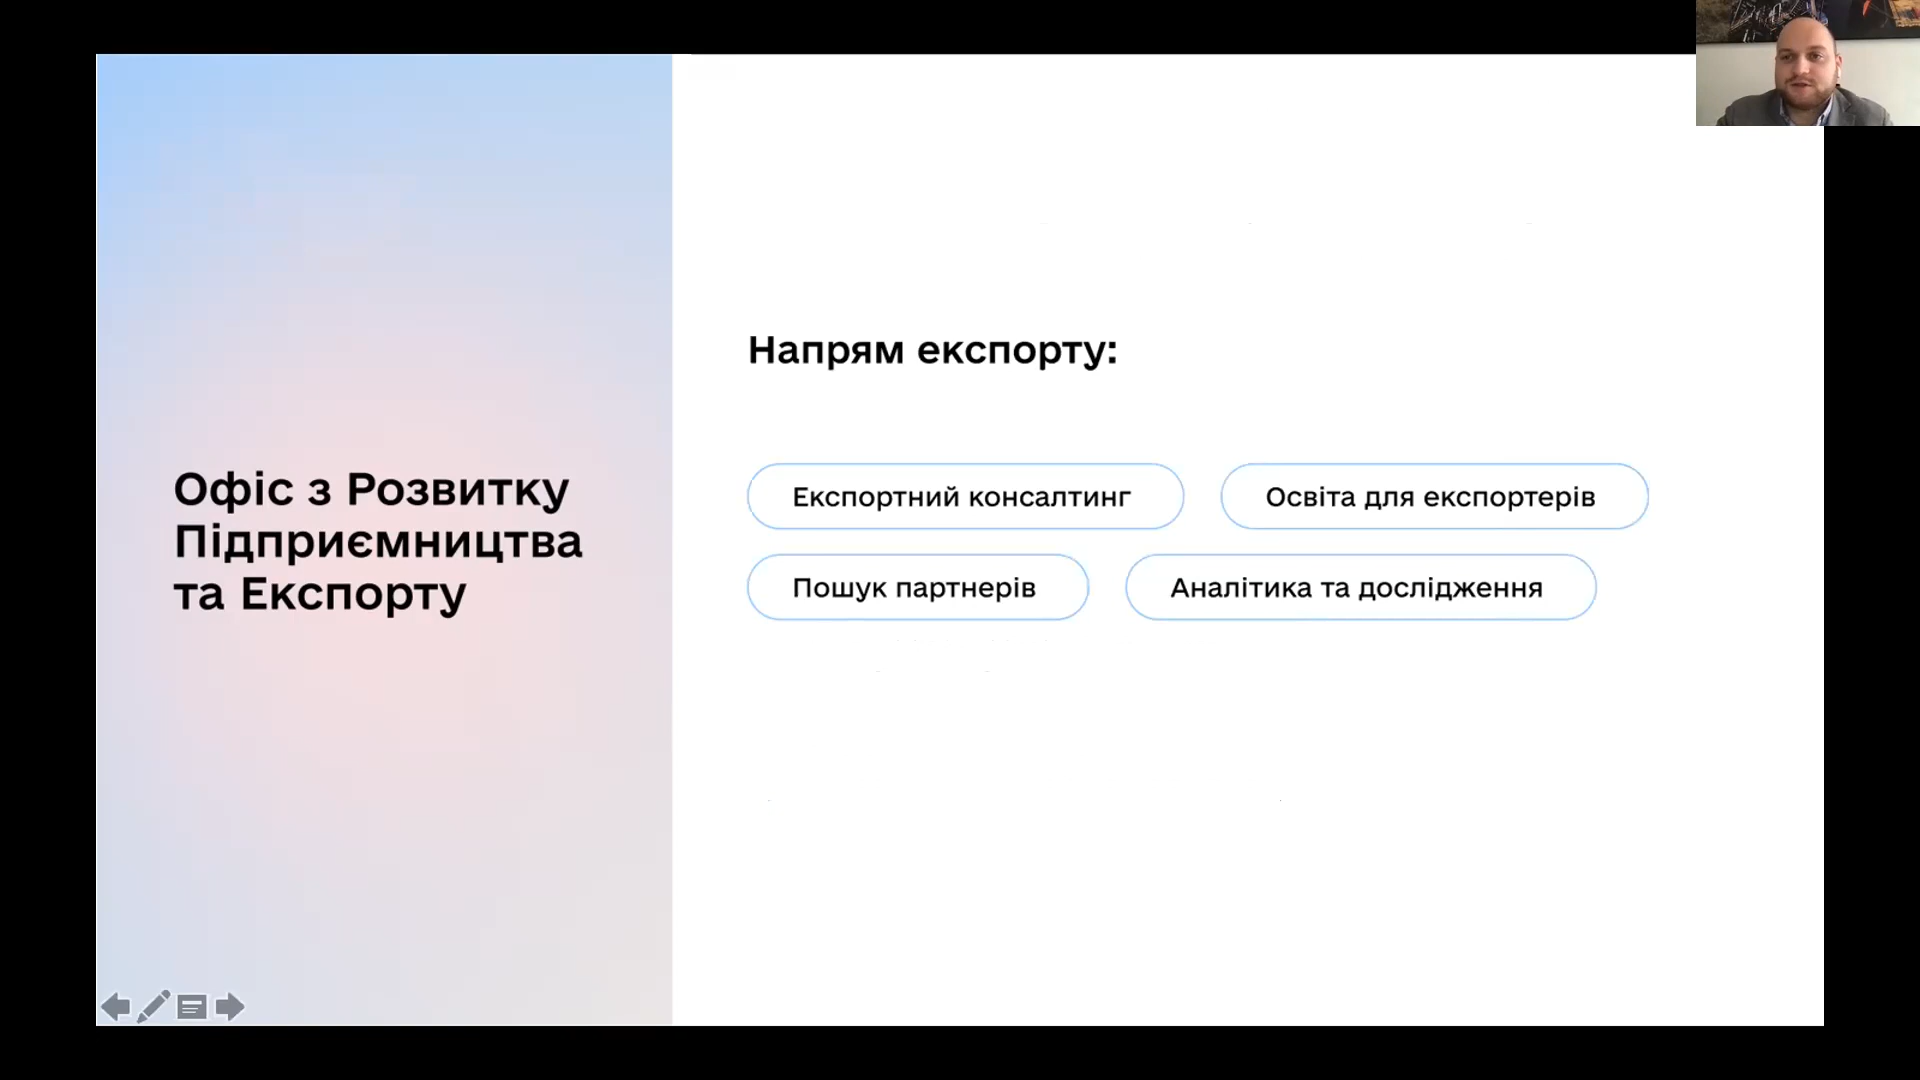 Офіс з Розвитку
Підприємництва
та Експорту
Напрям експорту:
Експортний консалтинг
Освіта для експортерів
Пошук партнерів
Аналітика та дослідження